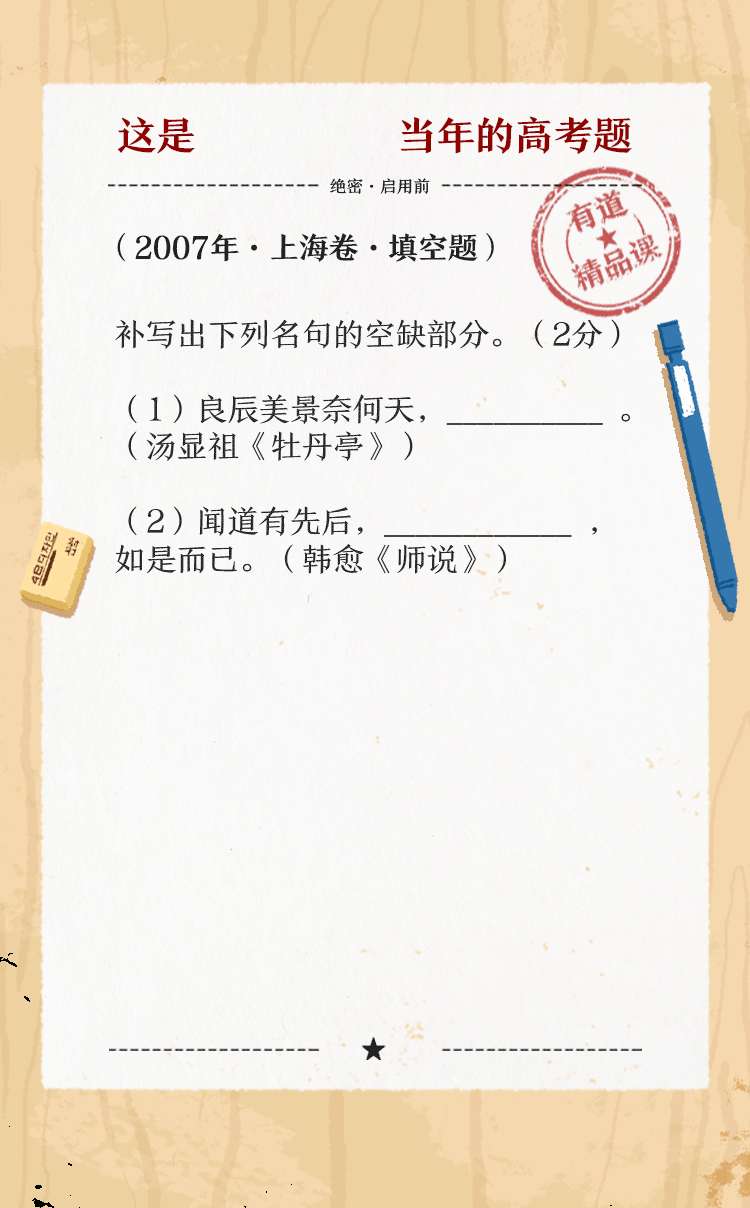 这是 当年的高考题
绝密·启用前
有道
精品课
（2007年·上海卷·填空题）
补写出下列名句的空缺部分。（2分）
（1）良辰美景奈何天，__________ 。
（汤显祖《牡丹亭》）
（2）闻道有先后，____________ ，
如是而已。（韩愈《师说》）